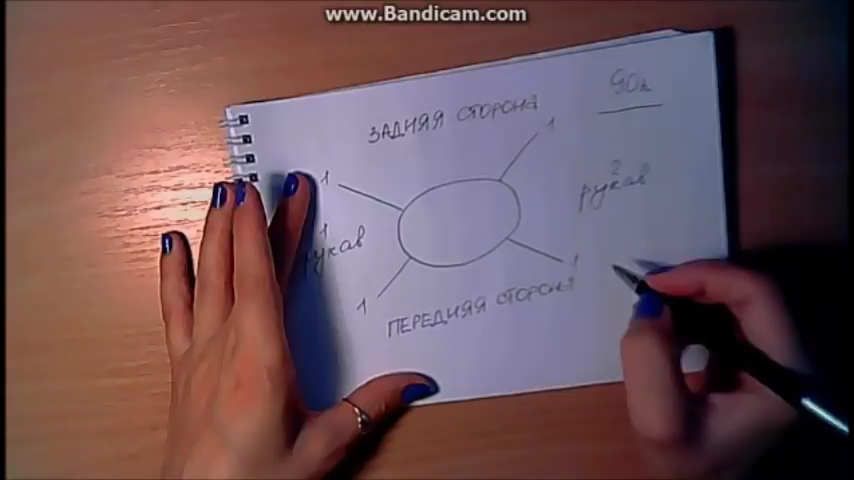 www.Bandicam.com
ЗАДНЯЯ СТОРОНА
90п
1
1
2
рукав
1
рукав
1
1
ПЕРЕДНЯЯ СТОРОНА